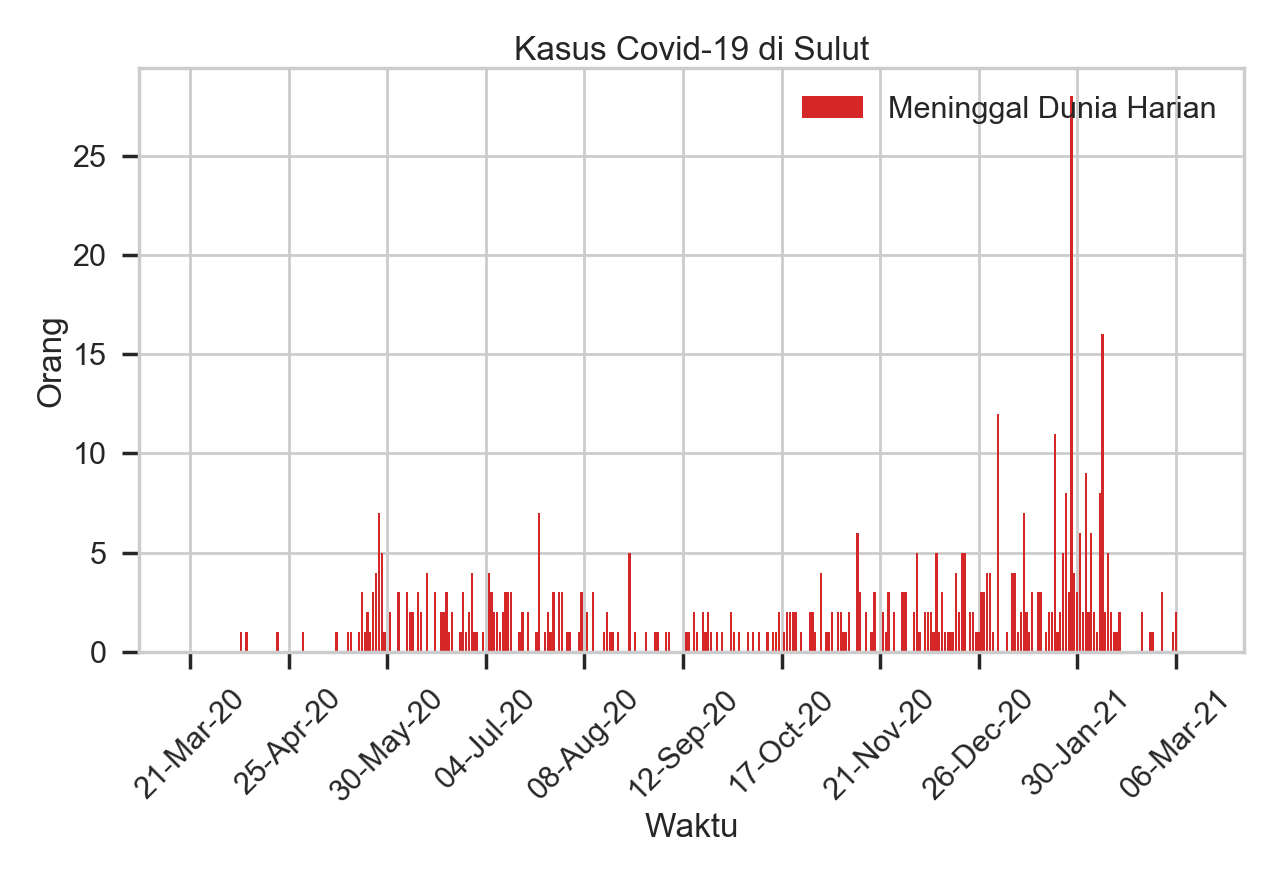 Kasus Covid-19 di Sulut
Meninggal Dunia Harian
25
20
15
10
5
0
Orang
21-Mar-20
25-Apr-20
30-May-20
04-Jul-20
08-Aug-20
12-Sep-20
17-Oct-20
21-Nov-20
26-Dec-20
30-Jan-21
06-Mar-21
Waktu